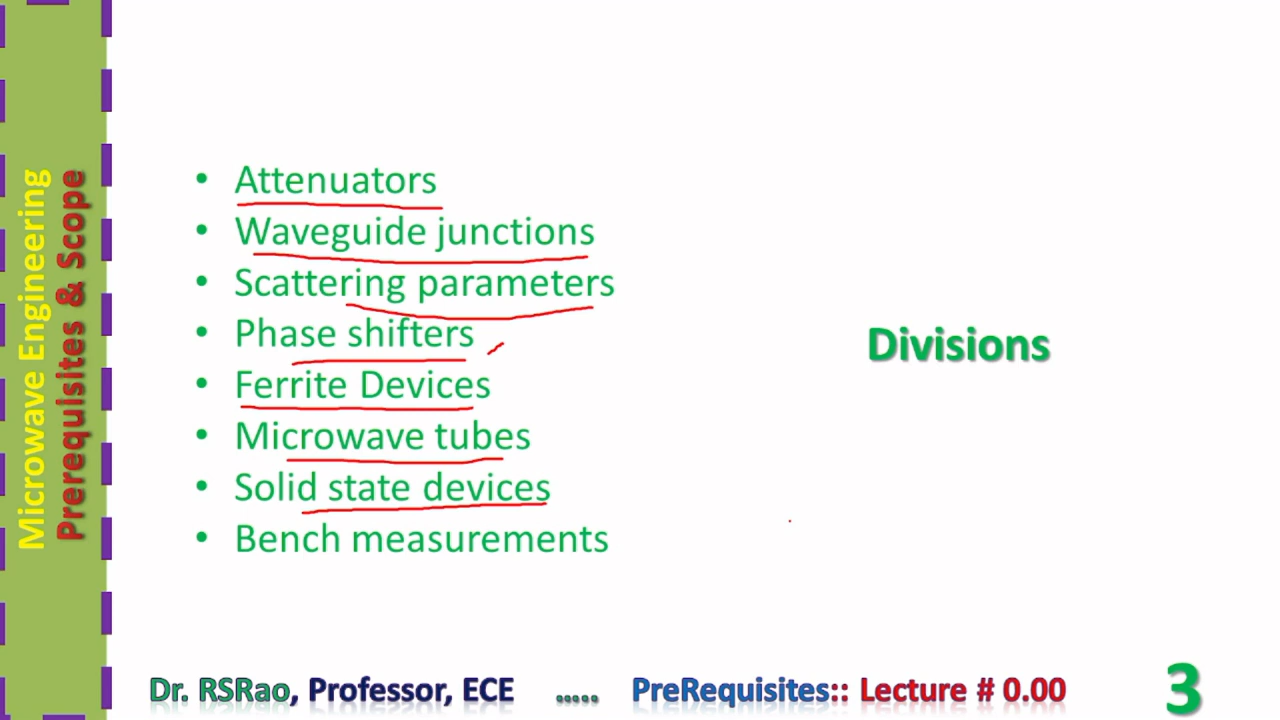 Microwave Engineering
Prerequisites & Scope
• Attenuators
• Waveguide junctions
• Scattering parameters
• Phase shifters
• Ferrite Devices
• Microwave tubes
• Solid state devices
• Bench measurements
Divisions
Dr. RSRao, Professor, ECE ..... PreRequisites:: Lecture # 0.00 3